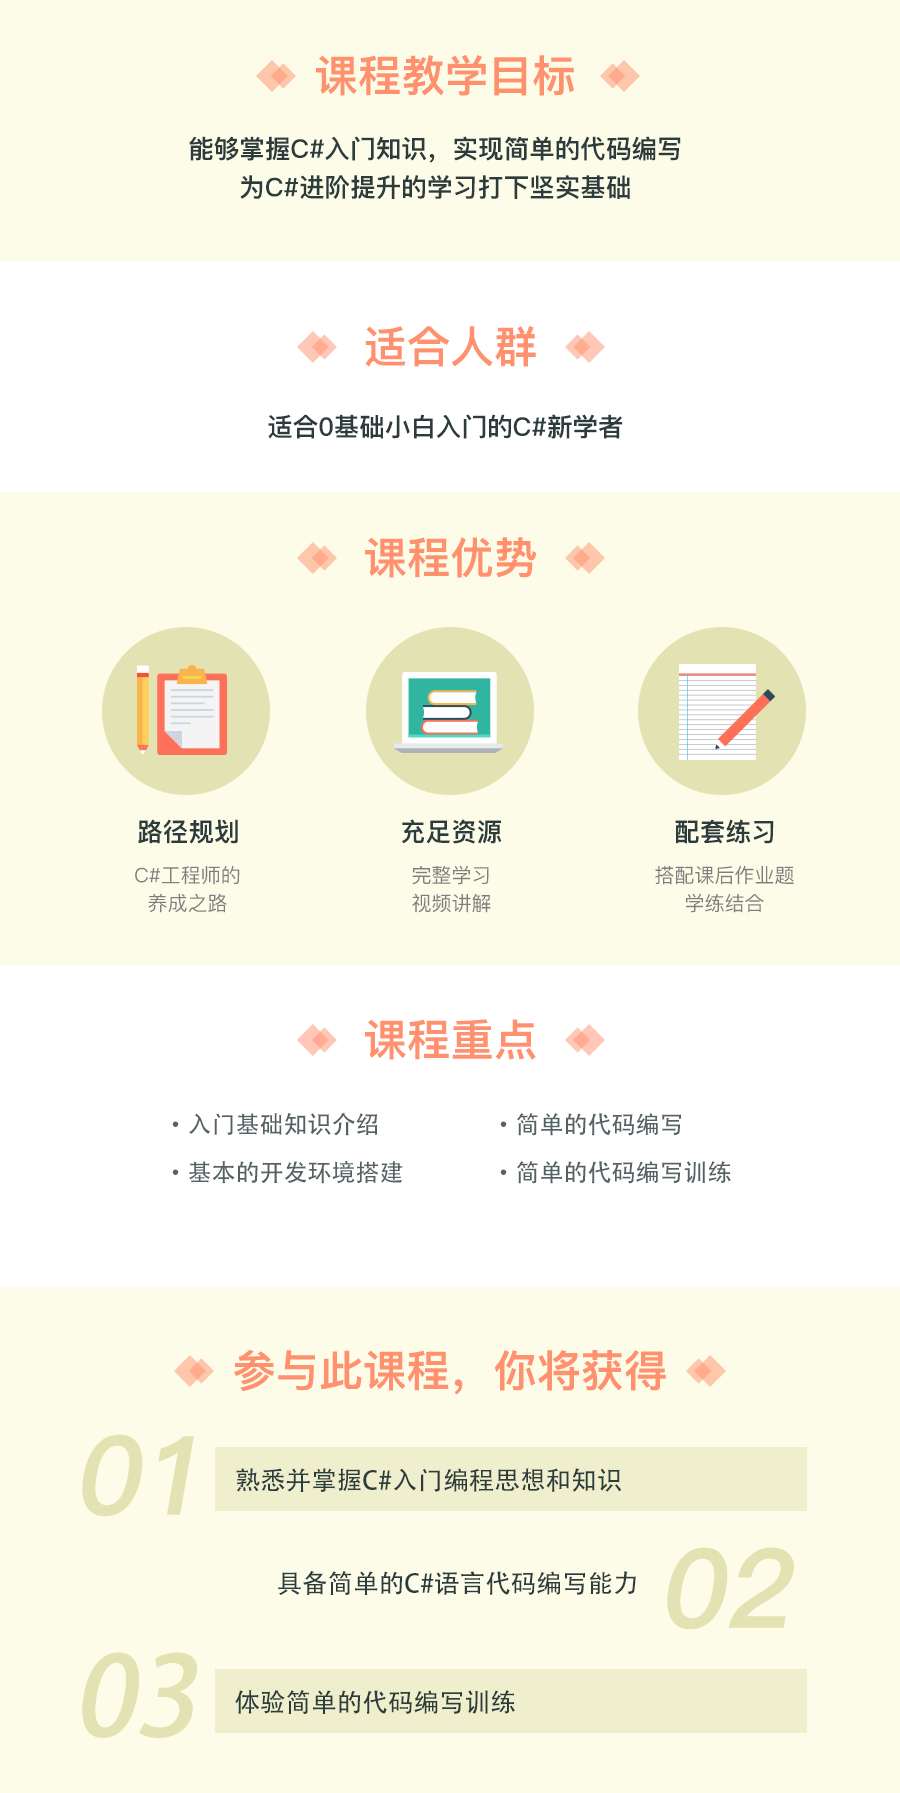 课程教学目标
能够掌握C#入门知识，实现简单的代码编写
为C#进阶提升的学习打下坚实基础
适合人群
适合0基础小白入门的C#新学者
课程优势
路径规划
C#工程师的
养成之路
充足资源
完整学习
视频讲解
配套练习
搭配课后作业题
学练结合
课程重点
·入门基础知识介绍
·简单的代码编写
·基本的开发环境搭建
·简单的代码编写训练
参与此课程，你将获得
01
熟悉并掌握C#入门编程思想和知识
具备简单的C#语言代码编写能力
02
03
体验简单的代码编写训练